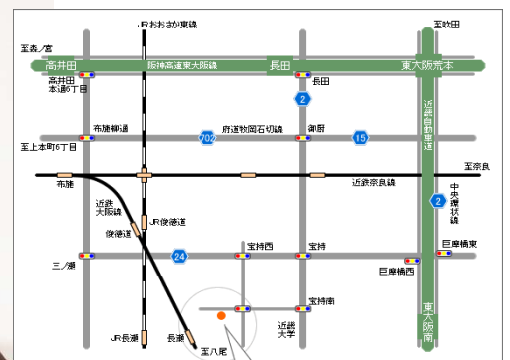 JRおおさか東線
至吹田
至森ノ宮
高井田
阪神高速東大阪線
長田
東大阪荒本
高井田
本通6丁目
長田
2
近畿自動車道
布施柳通
702
府道牧岡石切線
御厨
15
至上本町6丁目
至奈良
布施
近鉄奈良線
中央環状線
2
近鉄
大阪線
JR俊徳道
俊徳道
宝持西
宝持
巨摩橋東
24
三ノ瀬
巨摩橋西
宝持南
近畿
大学
東大阪南
JR長瀬
長瀬
至八尾